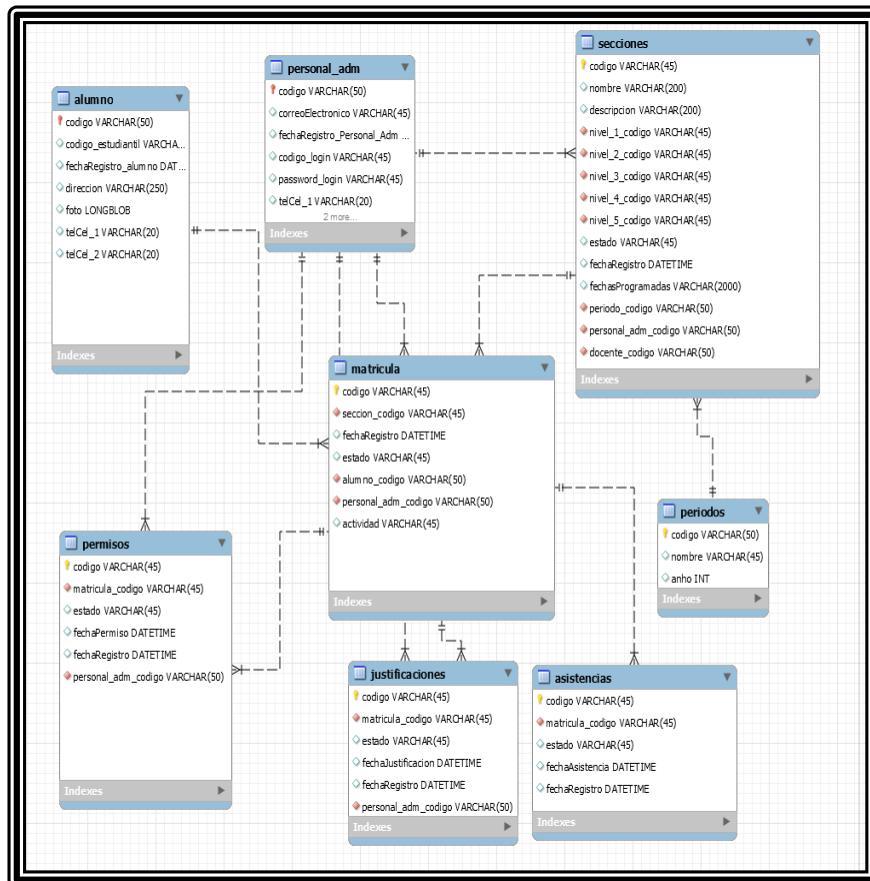 alumno
codigo VARCHAR(50)
codigo_estudiantil VARCHA...
fechaRegistro_alumno DAT...
direccion VARCHAR(250)
foto LONGBLOB
telCel_1 VARCHAR(20)
telCel_2 VARCHAR(20)
Indexes
personal_adm
codigo VARCHAR(50)
correoElectronico VARCHAR(45)
fechaRegistro_Personal_Adm ...
codigo_login VARCHAR(45)
password_login VARCHAR(45)
telCel_1 VARCHAR(20)
2 more...
Indexes
secciones
codigo VARCHAR(45)
nombre VARCHAR(200)
descripcion VARCHAR(200)
nivel_1_codigo VARCHAR(45)
nivel_2_codigo VARCHAR(45)
nivel_3_codigo VARCHAR(45)
nivel_4_codigo VARCHAR(45)
nivel_5_codigo VARCHAR(45)
estado VARCHAR(45)
fechaRegistro DATETIME
fechasProgramadas VARCHAR(2000)
periodo_codigo VARCHAR(50)
personal_adm_codigo VARCHAR(50)
docente_codigo VARCHAR(50)
Indexes
matricula
codigo VARCHAR(45)
seccion_codigo VARCHAR(45)
fechaRegistro DATETIME
estado VARCHAR(45)
alumno_codigo VARCHAR(50)
personal_adm_codigo VARCHAR(50)
actividad VARCHAR(45)
Indexes
periodos
codigo VARCHAR(50)
nombre VARCHAR(45)
anho INT
Indexes
permisos
codigo VARCHAR(45)
matricula_codigo VARCHAR(45)
estado VARCHAR(45)
fechaPermiso DATETIME
fechaRegistro DATETIME
personal_adm_codigo VARCHAR(50)
Indexes
justificaciones
codigo VARCHAR(45)
matricula_codigo VARCHAR(45)
estado VARCHAR(45)
fechaJustificacion DATETIME
fechaRegistro DATETIME
personal_adm_codigo VARCHAR(50)
Indexes
asistencias
codigo VARCHAR(45)
matricula_codigo VARCHAR(45)
estado VARCHAR(45)
fechaAsistencia DATETIME
fechaRegistro DATETIME
Indexes